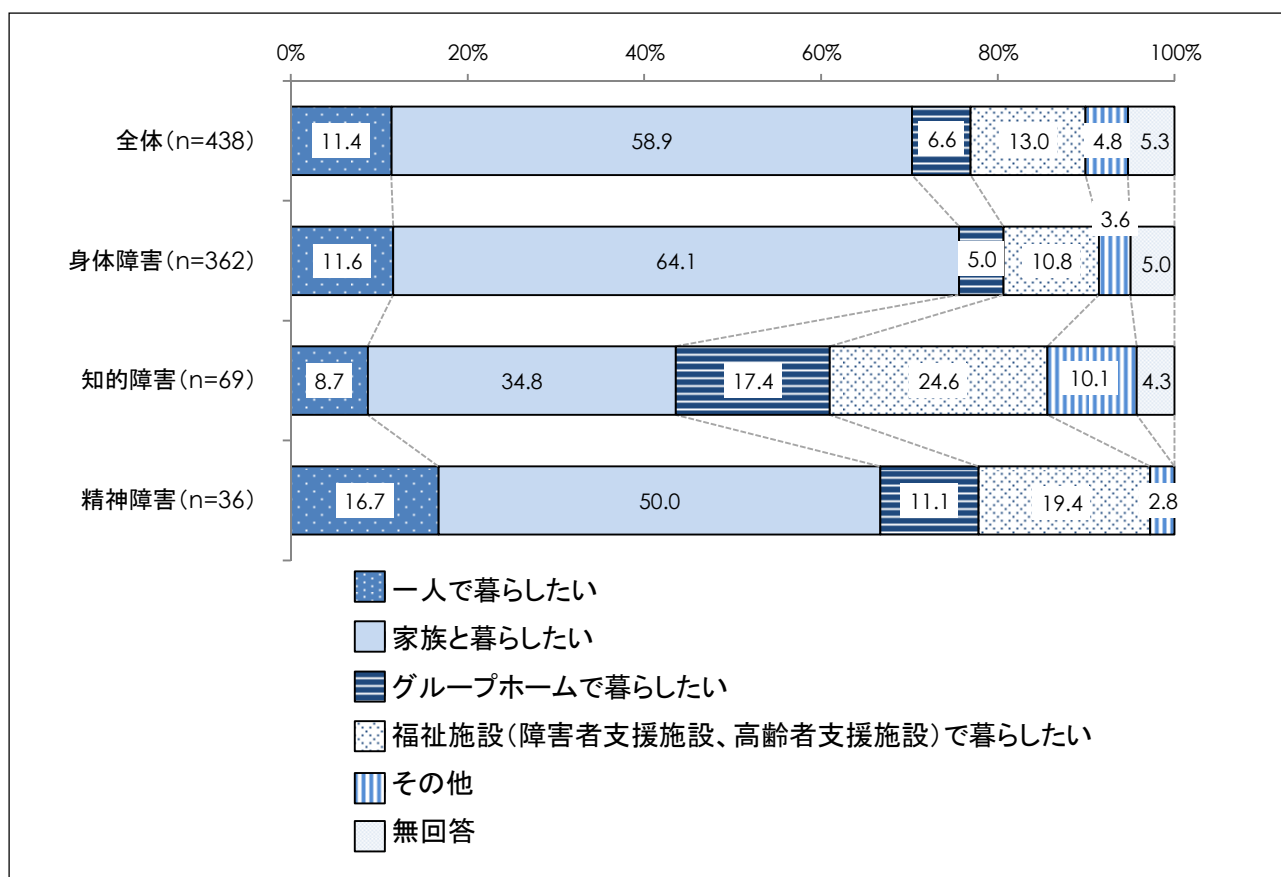 0% 20% 40% 60% 80% 100%
全体(n=438) 11.4 58.9 6.6 13.0 4.8 5.3
身体障害(n=362) 11.6 64.1 5.0 10.8 3.6 5.0
知的障害(n=69) 8.7 34.8 17.4 24.6 10.1 4.3
精神障害(n=36) 16.7 50.0 11.1 19.4 2.8
一人で暮らしたい
家族と暮らしたい
グループホームで暮らしたい
福祉施設(障害者支援施設、高齢者支援施設)で暮らしたい
その他
無回答